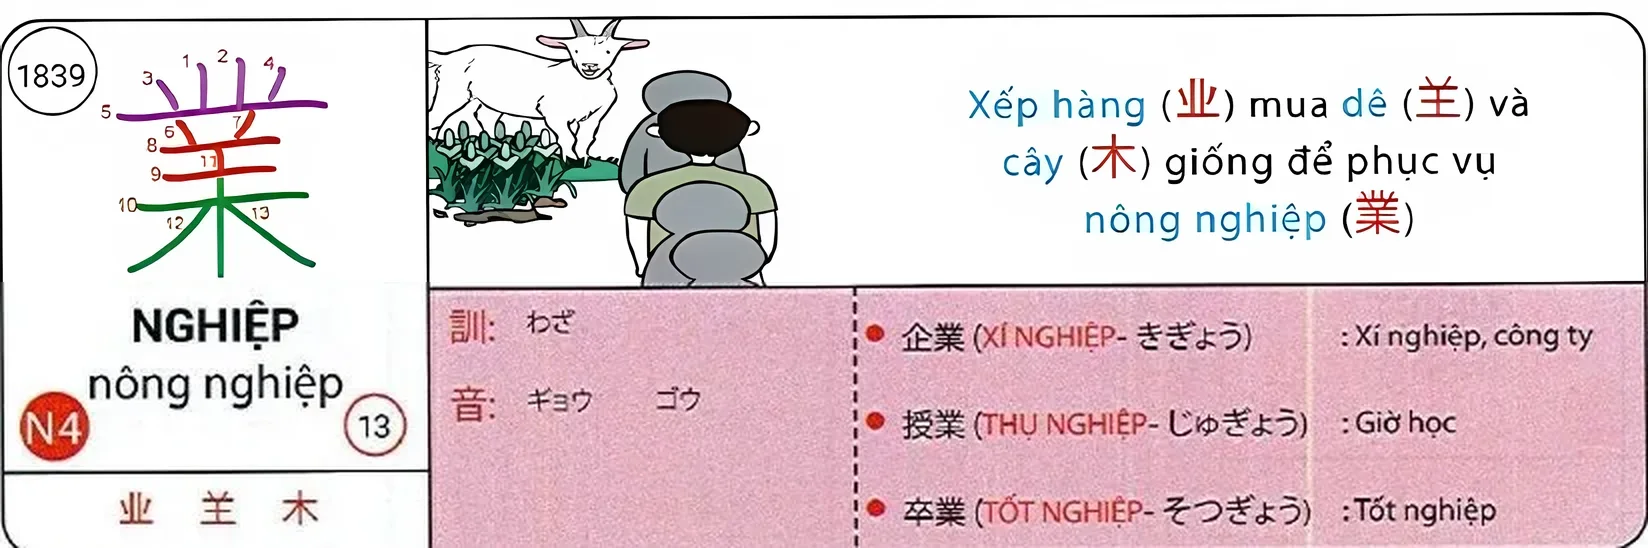 1839
1 2 3 4 5 6 7 8 9 10 11 12 13
業
NGHIỆP
nông nghiệp
N4
13
业 𦍌 木
Xếp hàng (业) mua dê (𦍌) và
cây (木) giống để phục vụ
nông nghiệp (業)
訓: わざ
音: ギョウ ゴウ
● 企業 (XÍ NGHIỆP- きぎょう) : Xí nghiệp, công ty
● 授業 (THỤ NGHIỆP- じゅぎょう) : Giờ học
● 卒業 (TỐT NGHIỆP- そつぎょう) : Tốt nghiệp